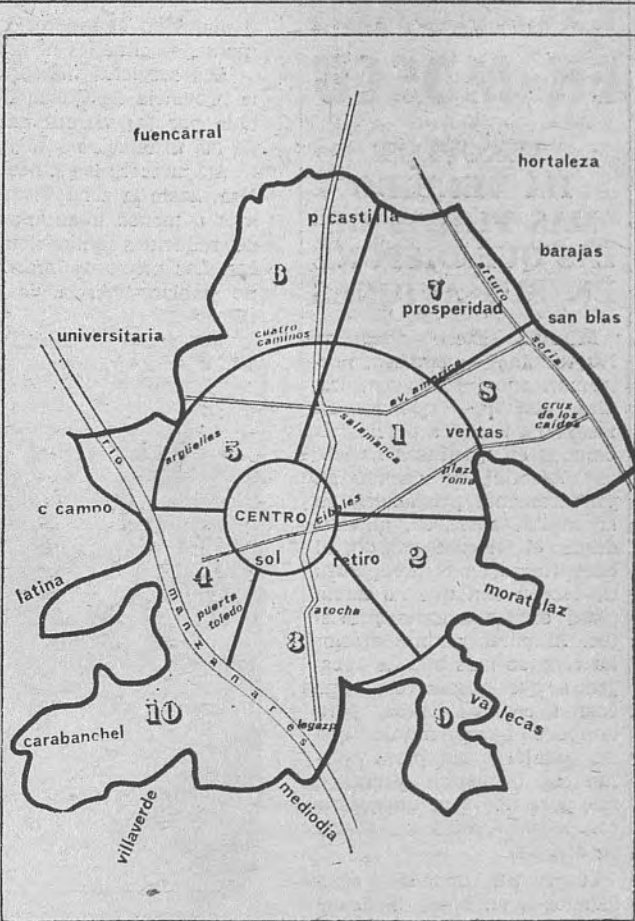 fuencarral
hortaleza
p.castilla
barajas
6
7
arturo
prosperidad
san blas
soria
universitaria
cuatro
caminos
av. america
8
cruz
de los
caidos
salamanca
1
ventas
argüelles
5
plaza
roma
rio
c campo
CENTRO
cibeles
sol
retiro
2
latina
4
puerta
toledo
moratalaz
manzanares
atocha
3
10
legazp
9
vallecas
carabanchel
villaverde
mediodia